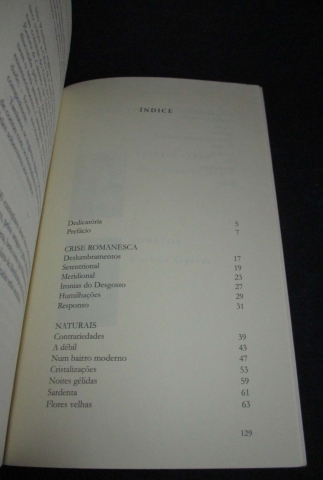 ÍNDICE
Dedicatória 5
Prefácio 7
CRISE ROMANESCA
Deslumbramentos 17
Setentrional 19
Meridional 23
Ironias do Desgosto 27
Humilhações 29
Responso 31
NATURAIS
Contrariedades 39
A débil 43
Num bairro moderno 47
Cristalizações 53
Noites gélidas 59
Sardenta 61
Flores velhas 63
129